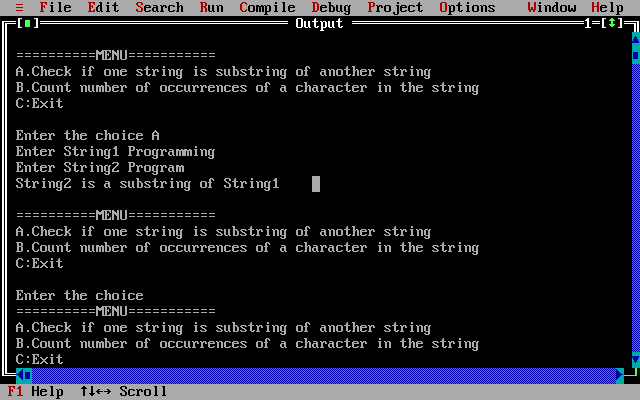 ≡ File Edit Search Run Compile Debug Project Options Window Help
[■] Output 1=[↕]
==========MENU===========
A.Check if one string is substring of another string
B.Count number of occurrences of a character in the string
C:Exit
Enter the choice A
Enter String1 Programming
Enter String2 Program
String2 is a substring of String1
==========MENU===========
A.Check if one string is substring of another string
B.Count number of occurrences of a character in the string
C:Exit
Enter the choice
==========MENU===========
A.Check if one string is substring of another string
B.Count number of occurrences of a character in the string
C:Exit
F1 Help ↑↓←→ Scroll